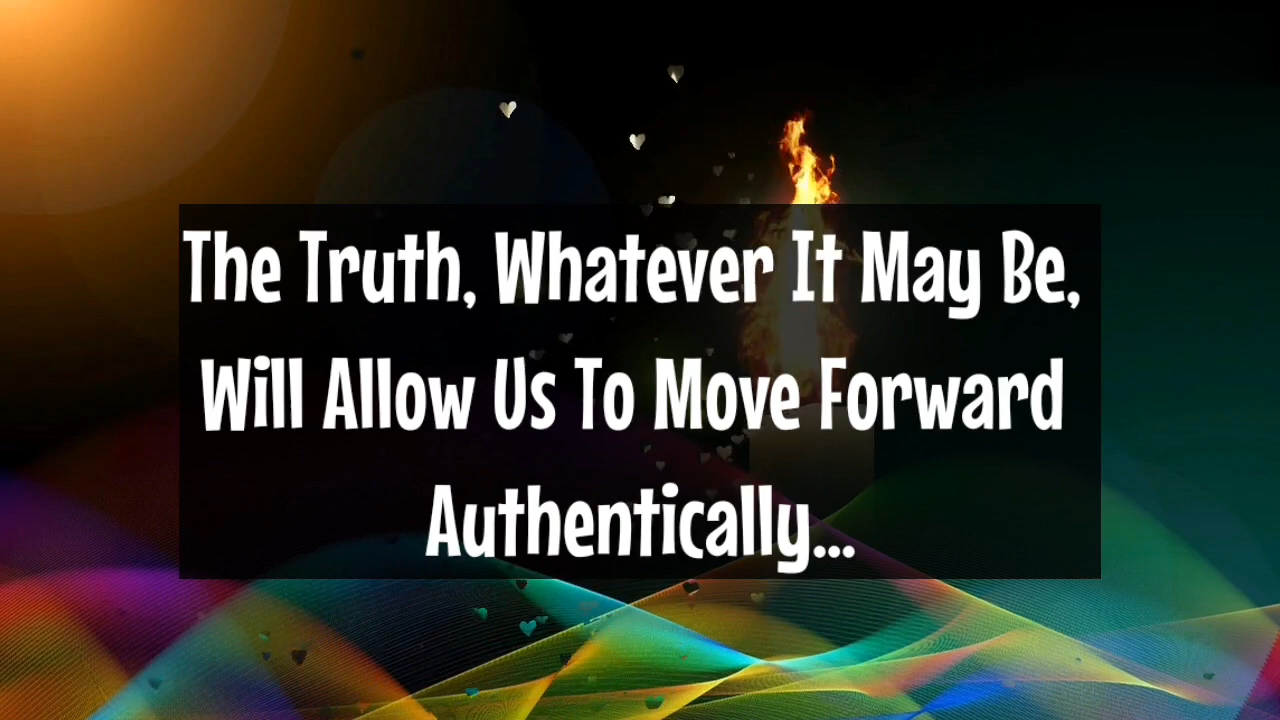 The Truth, Whatever It May Be,
Will Allow Us To Move Forward
Authentically...